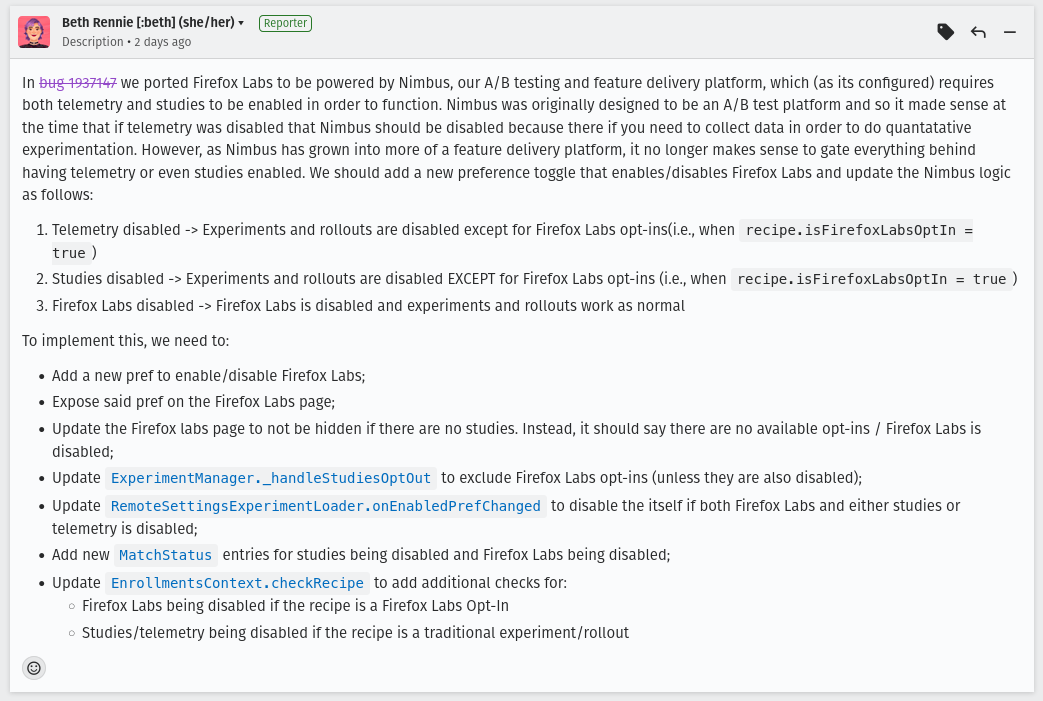 Beth Rennie [:beth] (she/her) ▾ Reporter
Description • 2 days ago
In bug 1937147 we ported Firefox Labs to be powered by Nimbus, our A/B testing and feature delivery platform, which (as its configured) requires
both telemetry and studies to be enabled in order to function. Nimbus was originally designed to be an A/B test platform and so it made sense at
the time that if telemetry was disabled that Nimbus should be disabled because there if you need to collect data in order to do quantatative
experimentation. However, as Nimbus has grown into more of a feature delivery platform, it no longer makes sense to gate everything behind
having telemetry or even studies enabled. We should add a new preference toggle that enables/disables Firefox Labs and update the Nimbus logic
as follows:
1. Telemetry disabled -> Experiments and rollouts are disabled except for Firefox Labs opt-ins(i.e., when recipe.isFirefoxLabsOptIn =
true )
2. Studies disabled -> Experiments and rollouts are disabled EXCEPT for Firefox Labs opt-ins (i.e., when recipe.isFirefoxLabsOptIn = true )
3. Firefox Labs disabled -> Firefox Labs is disabled and experiments and rollouts work as normal
To implement this, we need to:
• Add a new pref to enable/disable Firefox Labs;
• Expose said pref on the Firefox Labs page;
• Update the Firefox labs page to not be hidden if there are no studies. Instead, it should say there are no available opt-ins / Firefox Labs is
disabled;
• Update ExperimentManager._handleStudiesOptOut to exclude Firefox Labs opt-ins (unless they are also disabled);
• Update RemoteSettingsExperimentLoader.onEnabledPrefChanged to disable the itself if both Firefox Labs and either studies or
telemetry is disabled;
• Add new MatchStatus entries for studies being disabled and Firefox Labs being disabled;
• Update EnrollmentsContext.checkRecipe to add additional checks for:
◦ Firefox Labs being disabled if the recipe is a Firefox Labs Opt-In
◦ Studies/telemetry being disabled if the recipe is a traditional experiment/rollout